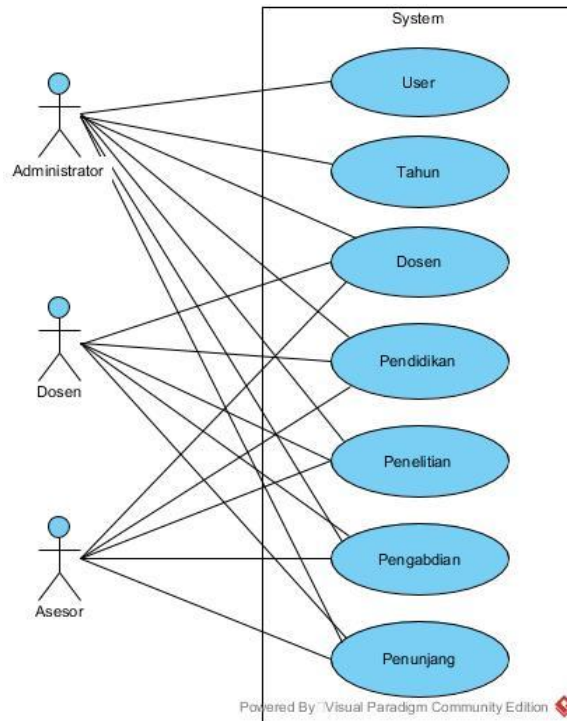 System
User
Administrator
Tahun
Dosen
Dosen
Pendidikan
Penelitian
Asesor
Pengabdian
Penunjang
Powered By Visual Paradigm Community Edition